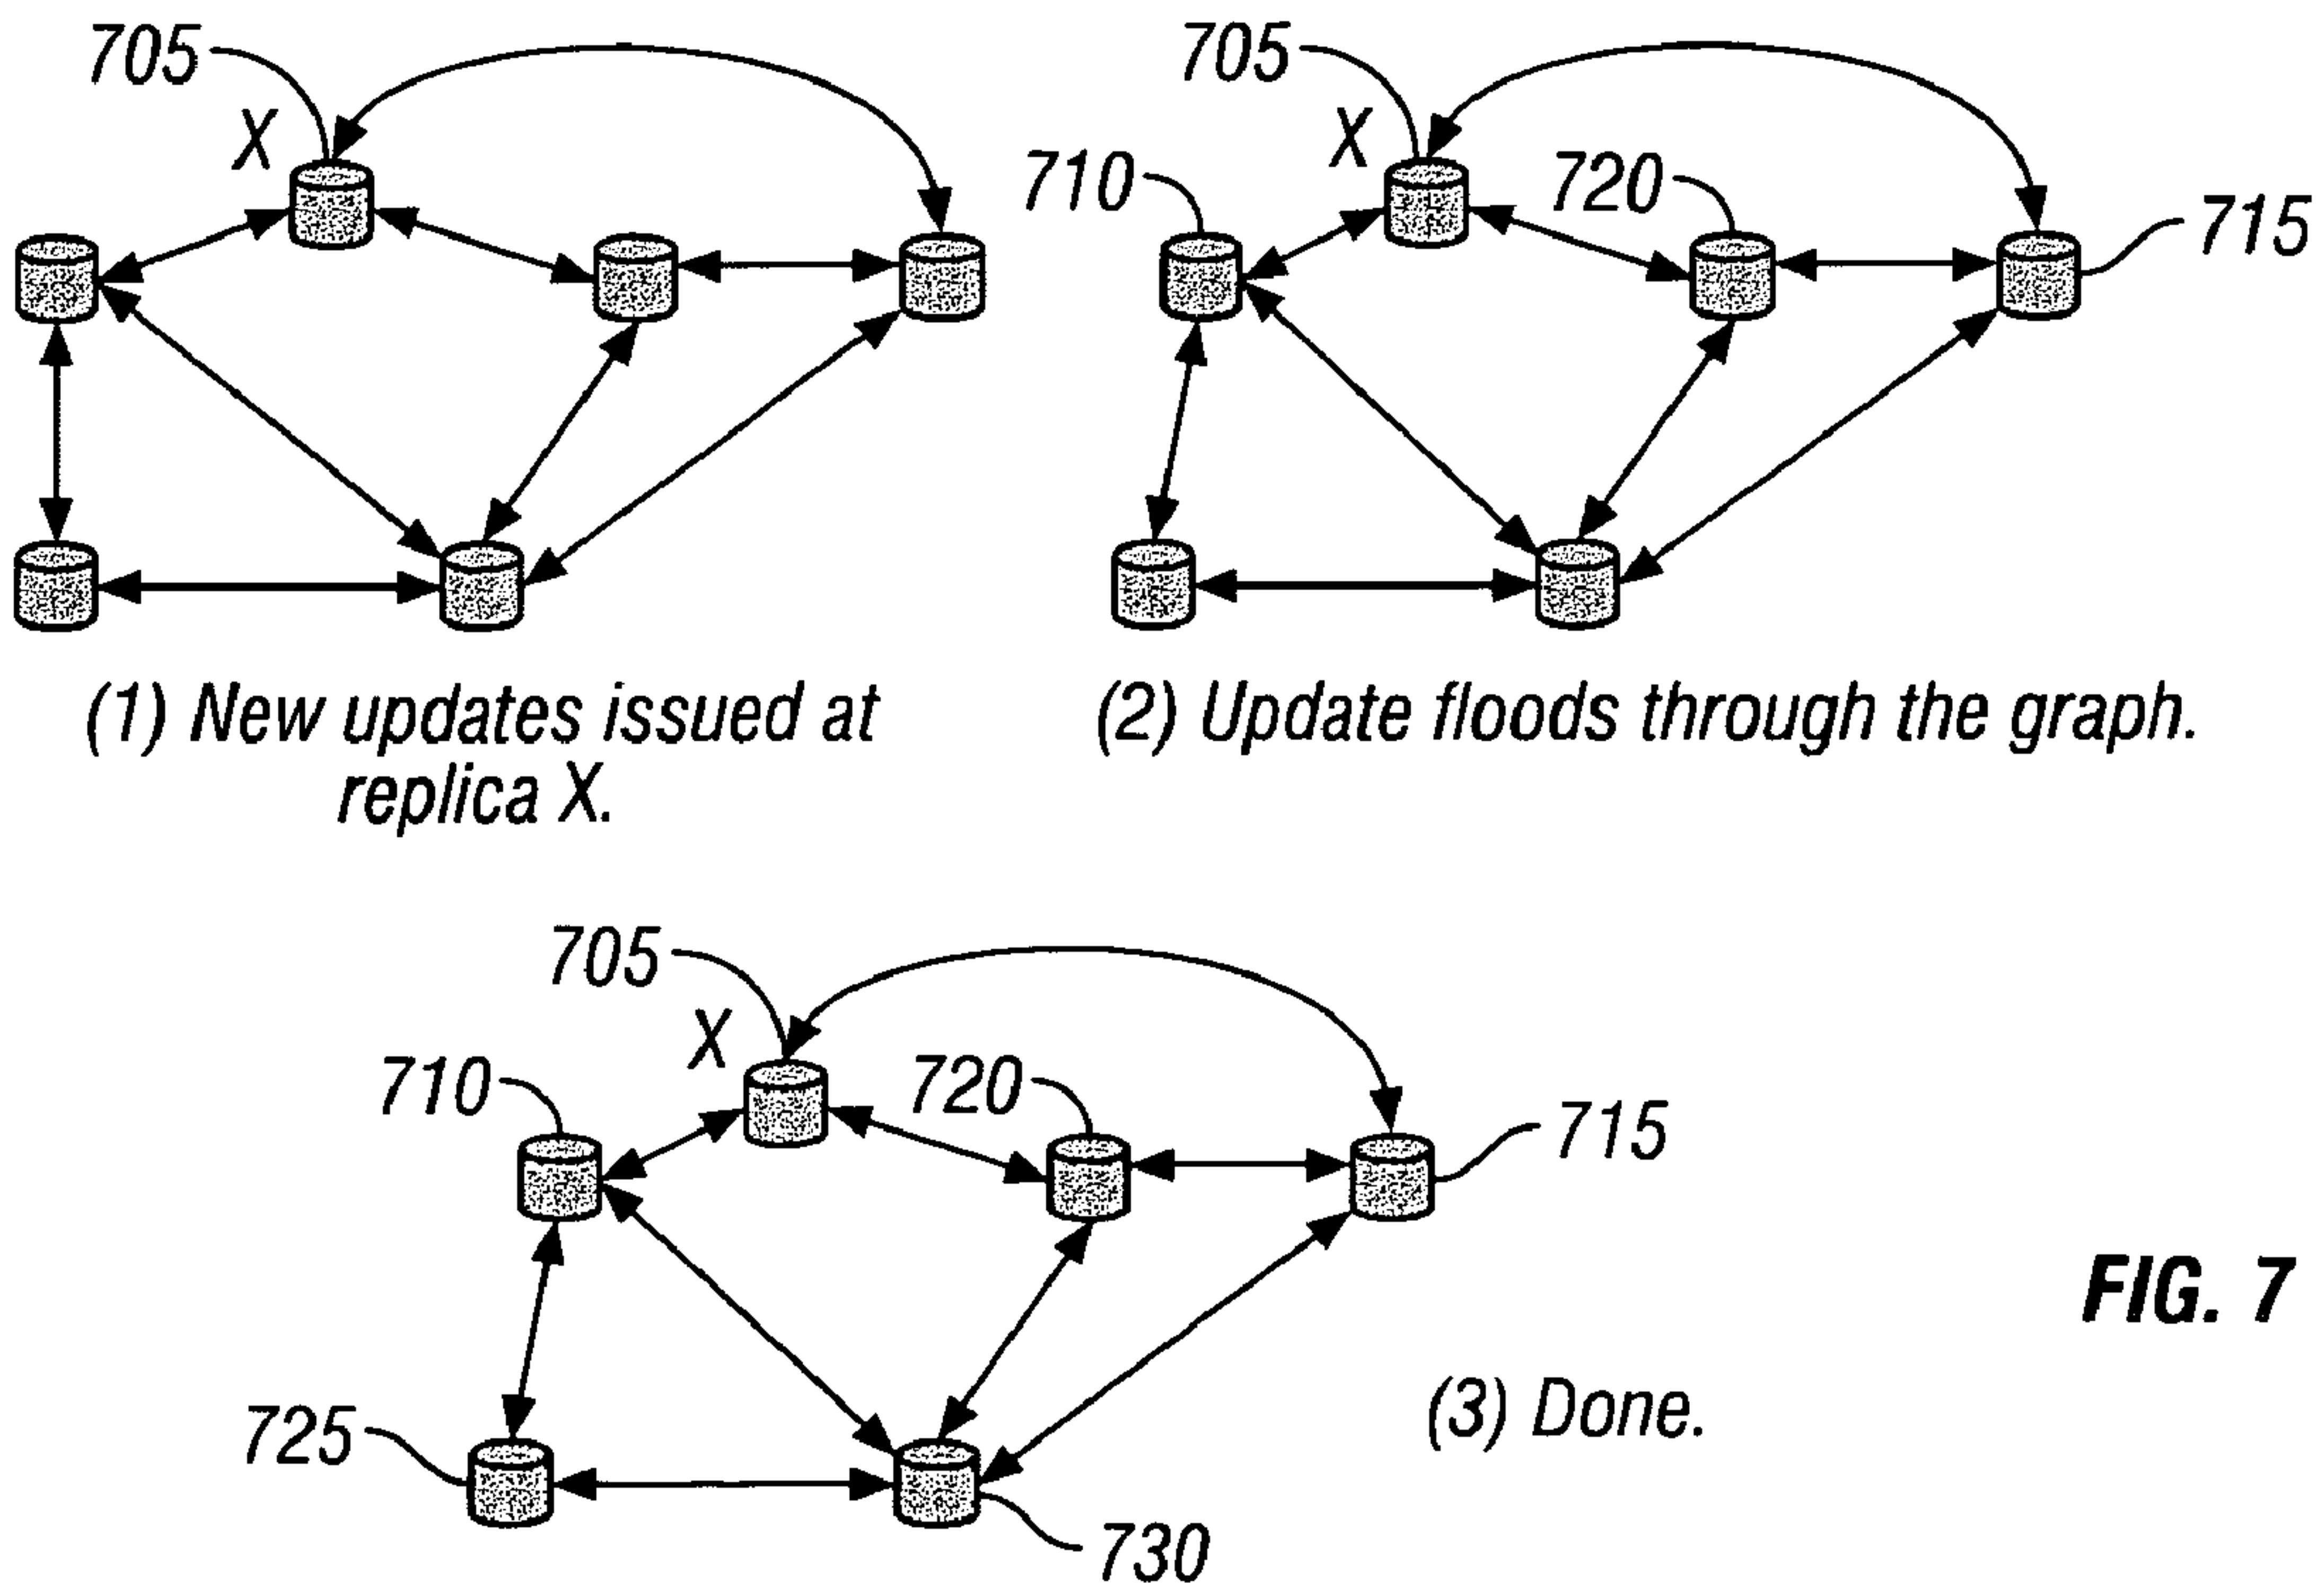 705
X
(1) New updates issued at
replica X.
705
X
710
720
715
(2) Update floods through the graph.
705
X
710
720
715
725
730
(3) Done.
FIG. 7